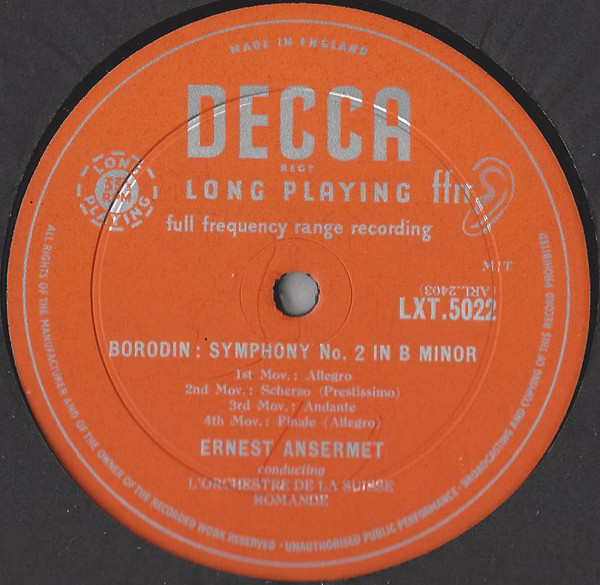 MADE IN ENGLAND
DECCA
REGD
LONG PLAYING ffrr
LONG
33 1/3
PLAYING
full frequency range recording
M/T
(ARL.2403)
LXT.5022
BORODIN : SYMPHONY No. 2 IN B MINOR
1st Mov. : Allegro
2nd Mov. : Scherzo (Prestissimo)
3rd Mov. : Andante
4th Mov. : Finale (Allegro)
ERNEST ANSERMET
conducting
L'ORCHESTRE DE LA SUISSE
ROMANDE
ALL RIGHTS OF THE MANUFACTURER AND OF THE OWNER OF THE RECORDED WORK RESERVED · UNAUTHORISED PUBLIC PERFORMANCE · BROADCASTING AND COPYING OF THIS RECORD PROHIBITED